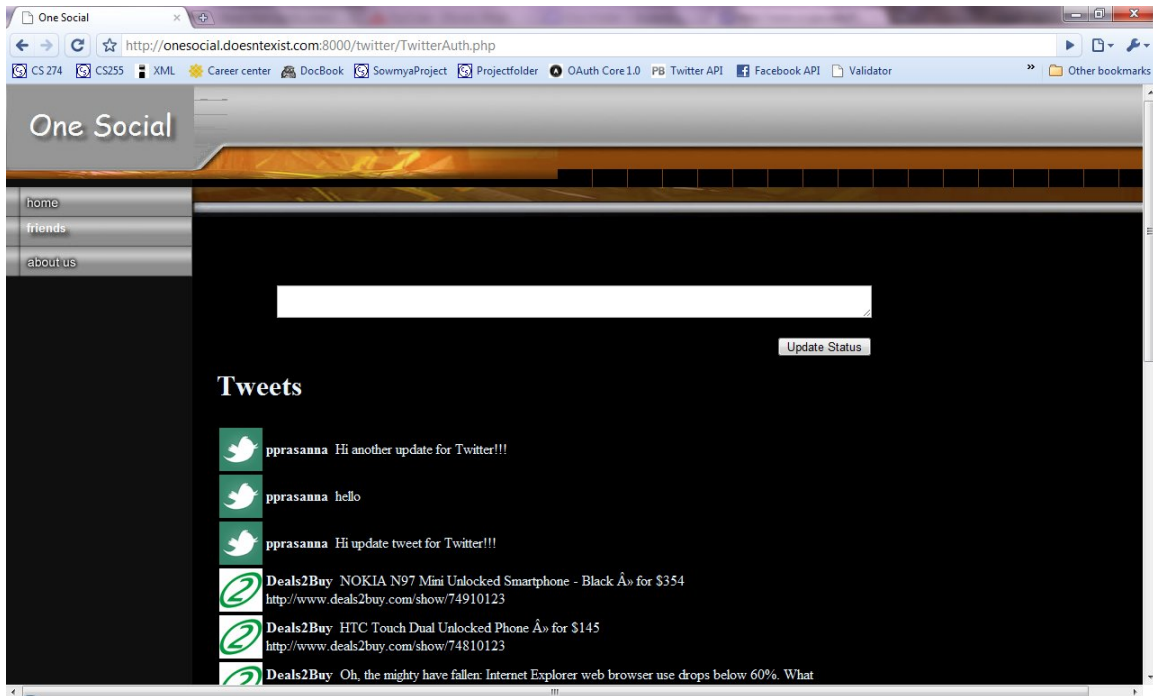 One Social
http://onesocial.doesntexist.com:8000/twitter/TwitterAuth.php
CS 274 CS255 XML Career center DocBook SowmyaProject Projectfolder OAuth Core 1.0 PB Twitter API Facebook API Validator » Other bookmarks
One Social
home
friends
about us
Update Status
Tweets
pprasanna Hi another update for Twitter!!!
pprasanna hello
pprasanna Hi update tweet for Twitter!!!
Deals2Buy NOKIA N97 Mini Unlocked Smartphone - Black Â» for $354
http://www.deals2buy.com/show/74910123
Deals2Buy HTC Touch Dual Unlocked Phone Â» for $145
http://www.deals2buy.com/show/74810123
Deals2Buy Oh, the mighty have fallen: Internet Explorer web browser use drops below 60%. What